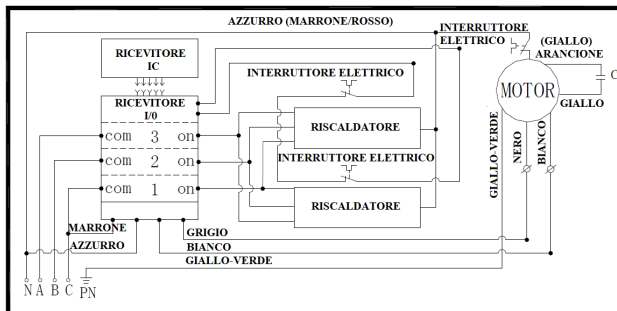 AZZURRO (MARRONE/ROSSO)
INTERRUTTORE
ELETTRICO
(GIALLO)
ARANCIONE
RICEVITORE
IC
INTERRUTTORE ELETTRICO
C
MOTOR
GIALLO
RICEVITORE
I/0
com 3 on
com 2 on
com 1 on
RISCALDATORE
INTERRUTTORE ELETTRICO
RISCALDATORE
GIALLO-VERDE
NERO
BIANCO
MARRONE
AZZURRO
GRIGIO
BIANCO
GIALLO-VERDE
N A B C PN